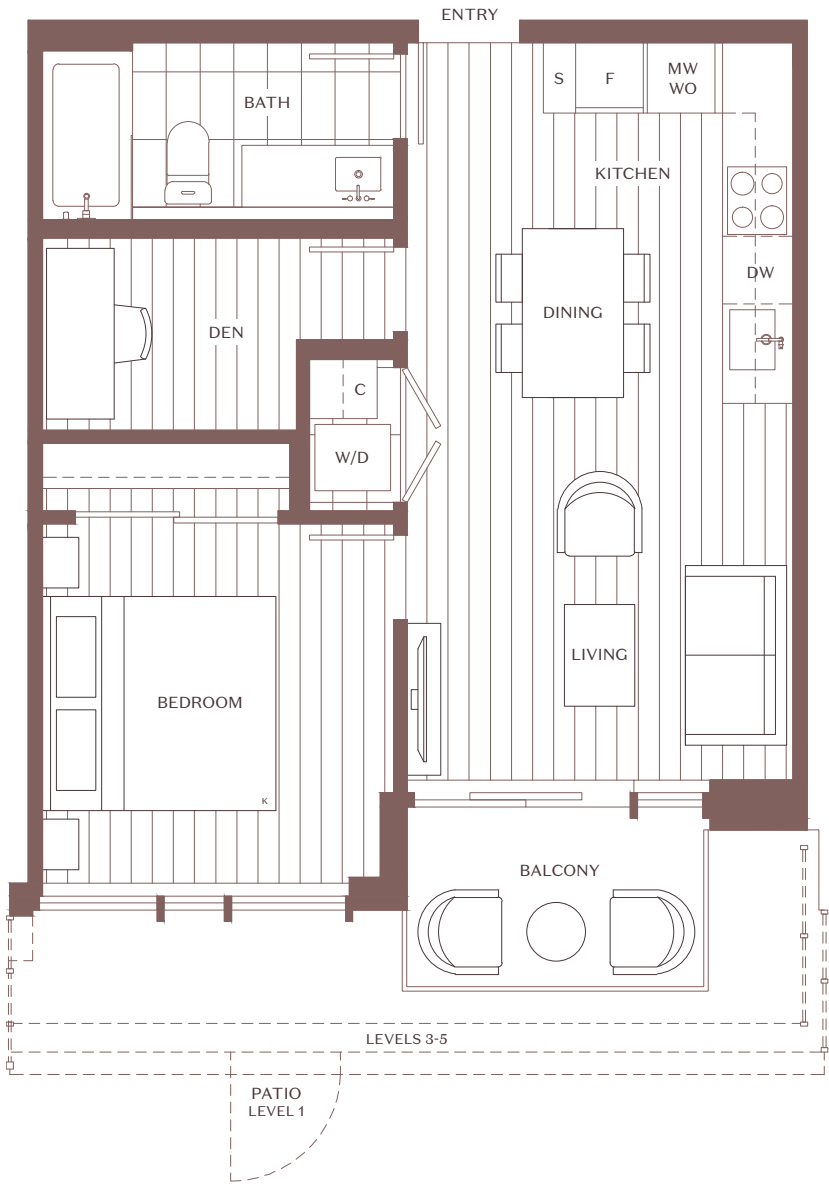 ENTRY
S
F
MW
WO
BATH
KITCHEN
DW
DINING
DEN
C
W/D
LIVING
BEDROOM
K
BALCONY
LEVELS 3-5
PATIO
LEVEL 1